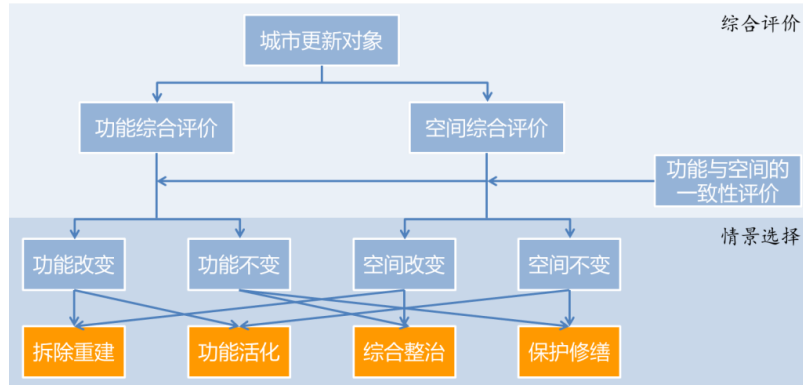 综合评价
城市更新对象
功能综合评价
空间综合评价
功能与空间的
一致性评价
情景选择
功能改变
功能不变
空间改变
空间不变
拆除重建
功能活化
综合整治
保护修缮